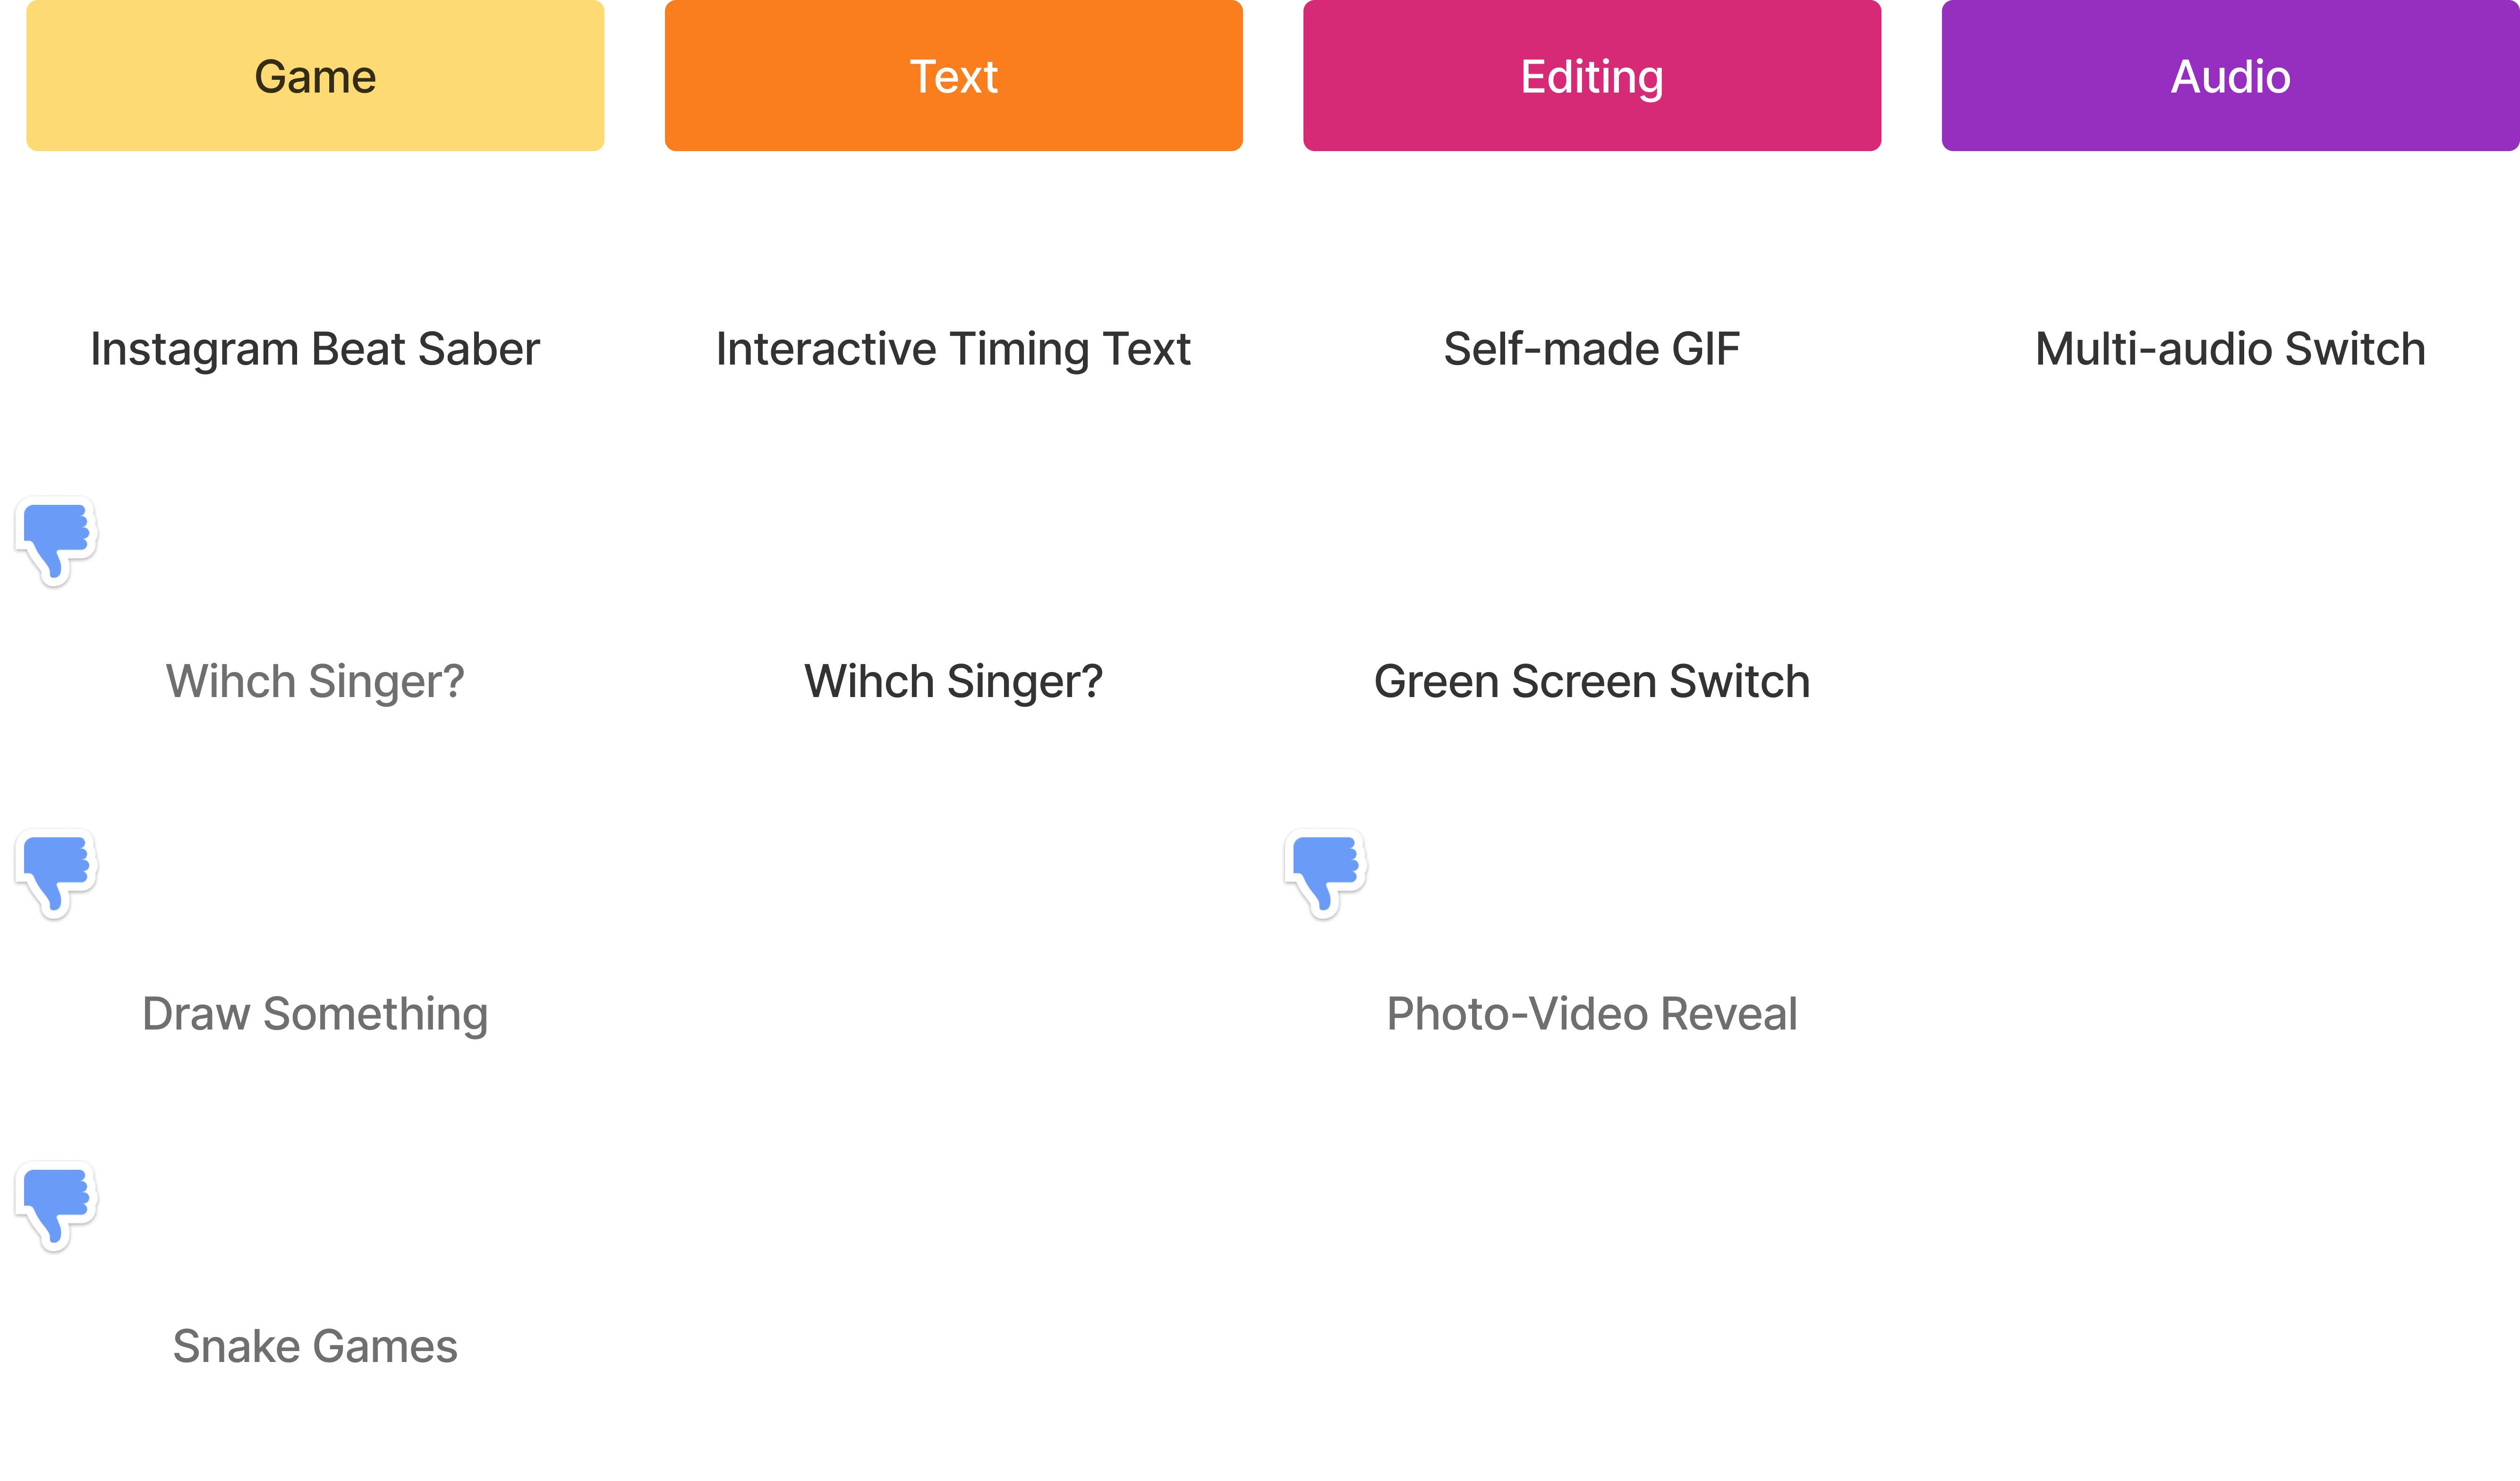 Game
Text
Editing
Audio
Instagram Beat Saber
Interactive Timing Text
Self-made GIF
Multi-audio Switch
Wihch Singer?
Wihch Singer?
Green Screen Switch
Draw Something
Photo-Video Reveal
Snake Games